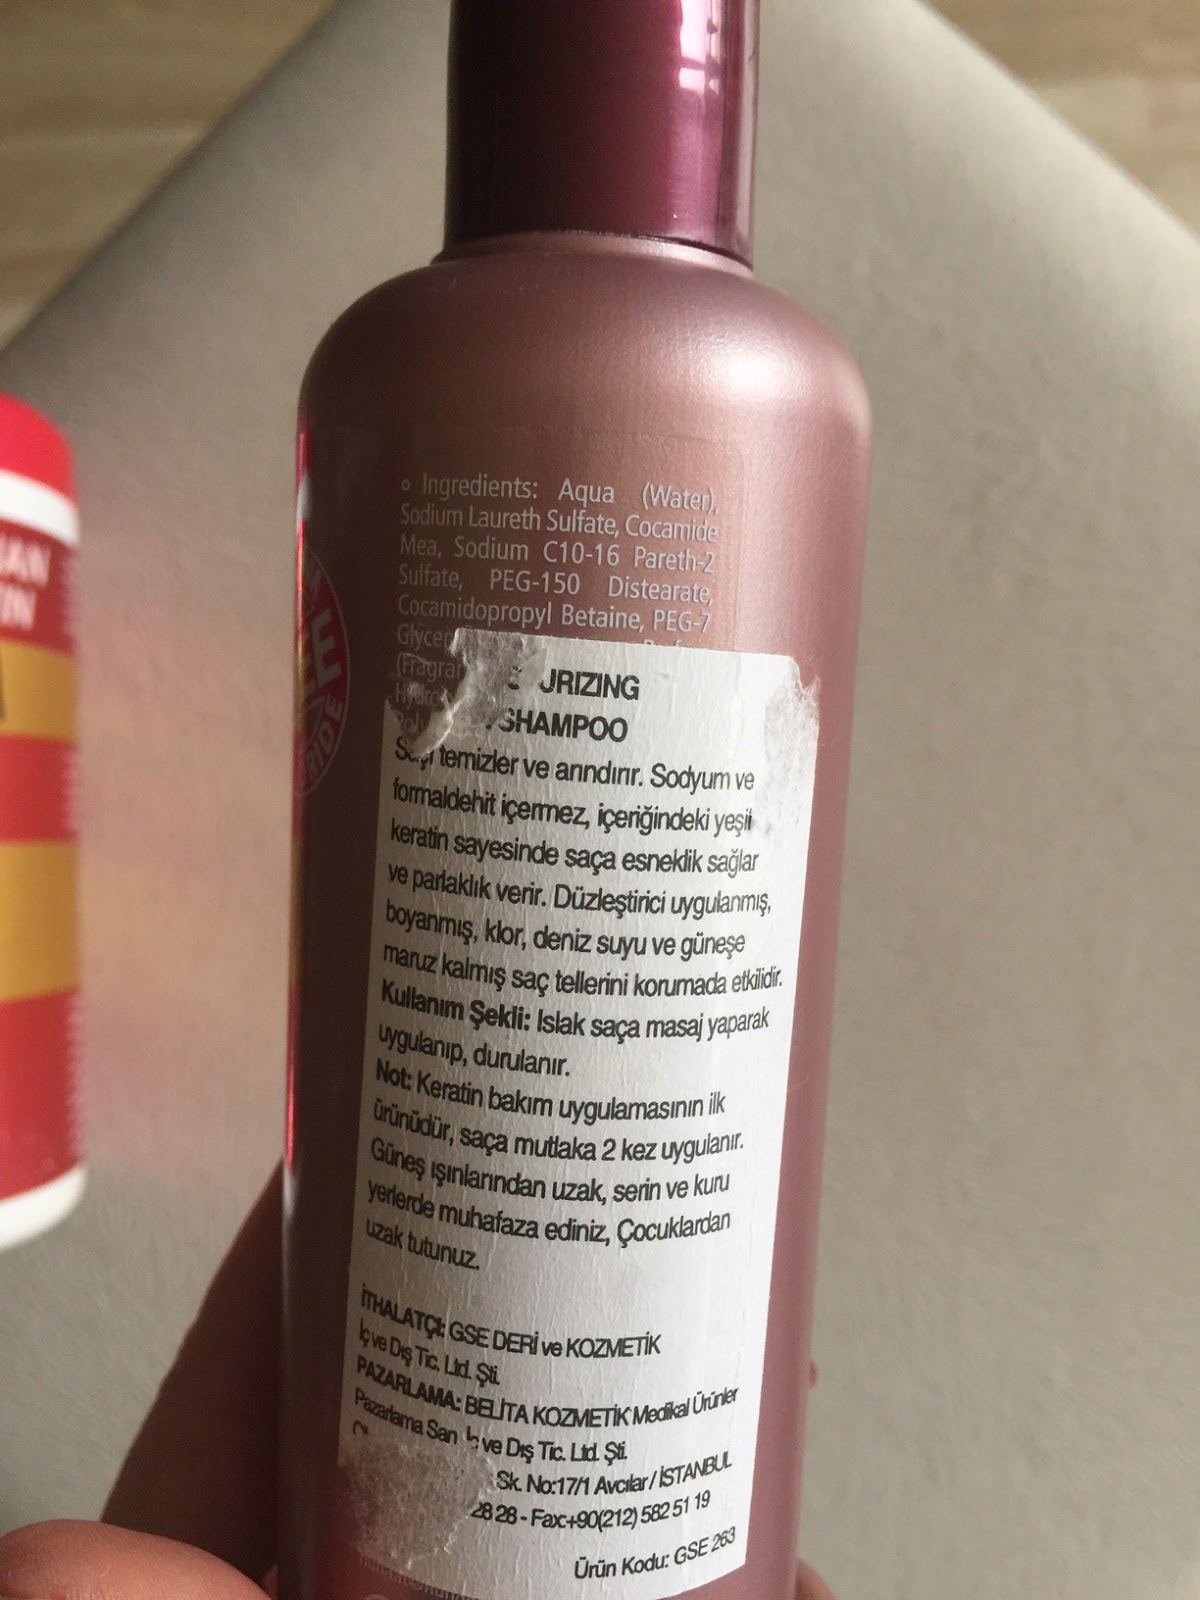 Ingredients: Aqua (Water),
Sodium Laureth Sulfate, Cocamide
Mea, Sodium C10-16 Pareth-2
Sulfate, PEG-150 Distearate,
Cocamidopropyl Betaine, PEG-7
SHAMPOO
temizler ve arındırır. Sodyum ve
formaldehit içermez, içeriğindeki yeşil
keratin sayesinde saça esneklik sağlar
ve parlaklık verir. Düzleştirici uygulanmış,
boyanmış, klor, deniz suyu ve güneşe
maruz kalmış saç tellerini korumada etkilidir.
Kullanım Şekli: Islak saça masaj yaparak
uygulanıp, durulanır.
Not: Keratin bakım uygulamasının ilk
ürünüdür, saça mutlaka 2 kez uygulanır.
Güneş ışınlarından uzak, serin ve kuru
yerlerde muhafaza ediniz, Çocuklardan
uzak tutunuz.
İTHALATÇI: GSE DERİ ve KOZMETİK
İç ve Dış Tic. Ltd. Şti.
PAZARLAMA: BELİTA KOZMETİK Medikal Ürünler
Pazarlama San. İç ve Dış Tic. Ltd. Şti.
Sk. No:17/1 Avcılar / İSTANBUL
28 28 - Fax:+90(212) 582 51 19
Ürün Kodu: GSE 263